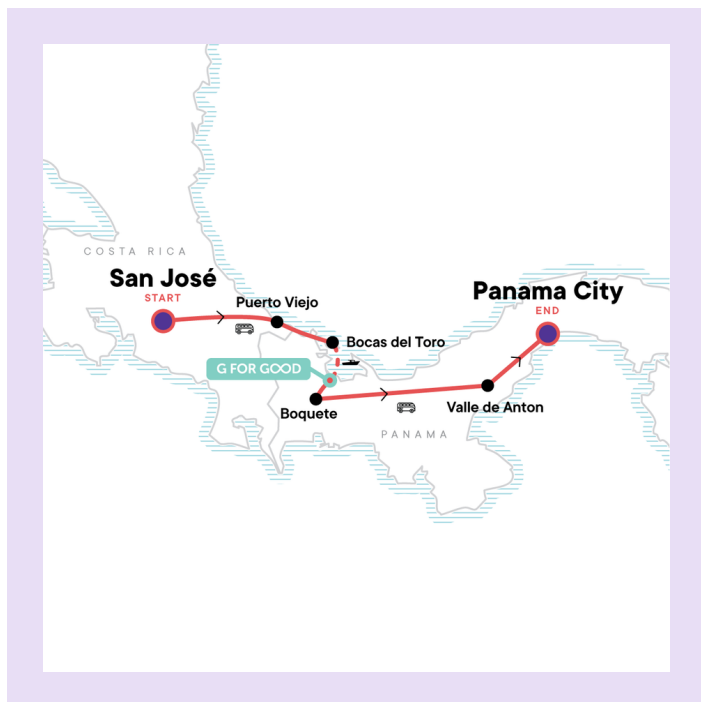 COSTA RICA
San José
START
Puerto Viejo
Panama City
END
Bocas del Toro
G FOR GOOD
Boquete
Valle de Anton
PANAMA